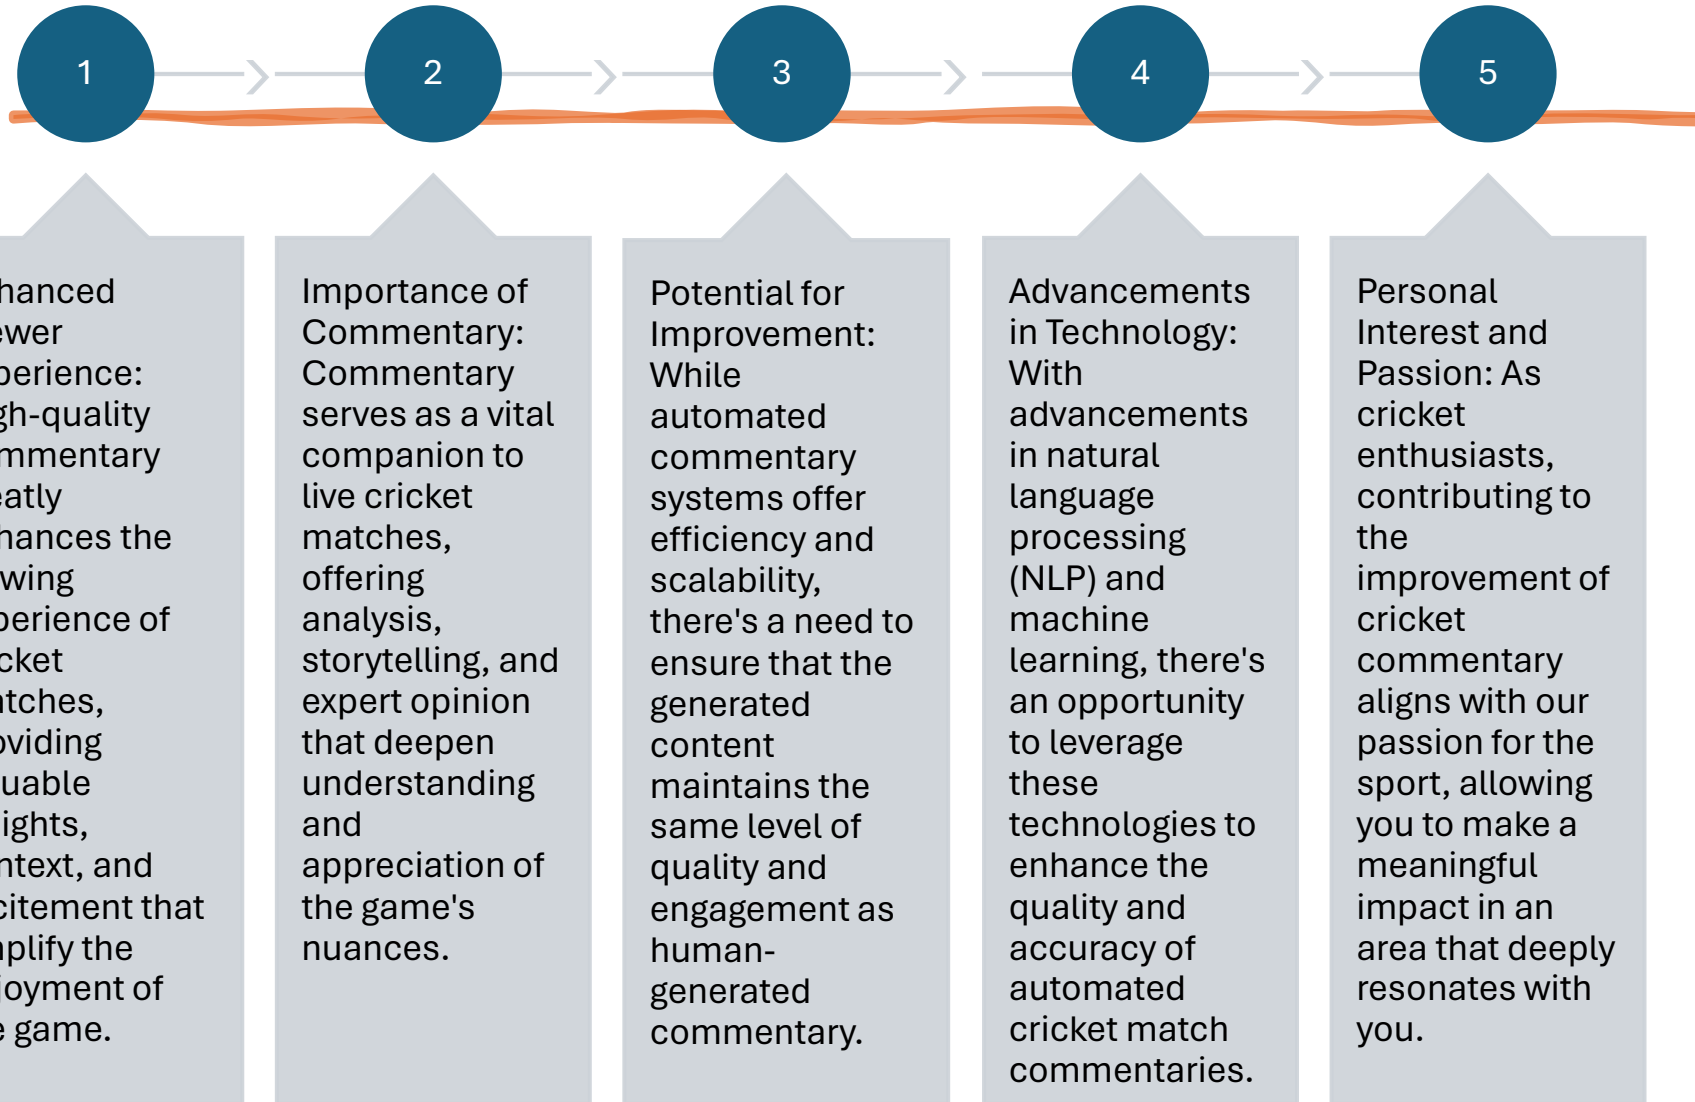 1
2
3
4
5
hanced
ewer
perience:
gh-quality
mmentary
eatly
hances the
wing
perience of
cket
tches,
oviding
uable
ights,
ntext, and
citement that
plify the
joyment of
e game.
Importance of
Commentary:
Commentary
serves as a vital
companion to
live cricket
matches,
offering
analysis,
storytelling, and
expert opinion
that deepen
understanding
and
appreciation of
the game's
nuances.
Potential for
Improvement:
While
automated
commentary
systems offer
efficiency and
scalability,
there's a need to
ensure that the
generated
content
maintains the
same level of
quality and
engagement as
human-
generated
commentary.
Advancements
in Technology:
With
advancements
in natural
language
processing
(NLP) and
machine
learning, there's
an opportunity
to leverage
these
technologies to
enhance the
quality and
accuracy of
automated
cricket match
commentaries.
Personal
Interest and
Passion: As
cricket
enthusiasts,
contributing to
the
improvement of
cricket
commentary
aligns with our
passion for the
sport, allowing
you to make a
meaningful
impact in an
area that deeply
resonates with
you.